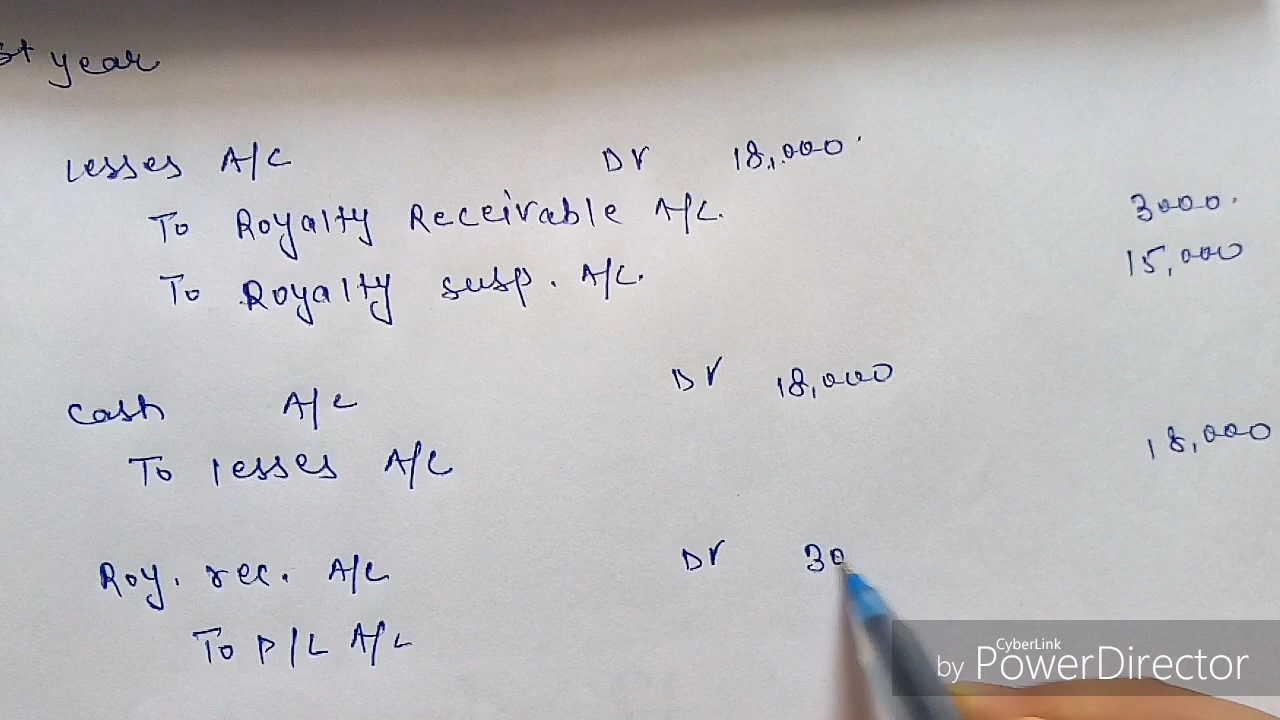 st year
lesses A/C Dr 18,000.
To Royalty Receivable A/C. 3000.
To Royalty susp. A/C. 15,000
Cash A/C Dr 18,000
To lesses A/C 18,000
Roy. rec. A/C Dr 30
To P/L A/C
CyberLink
by PowerDirector